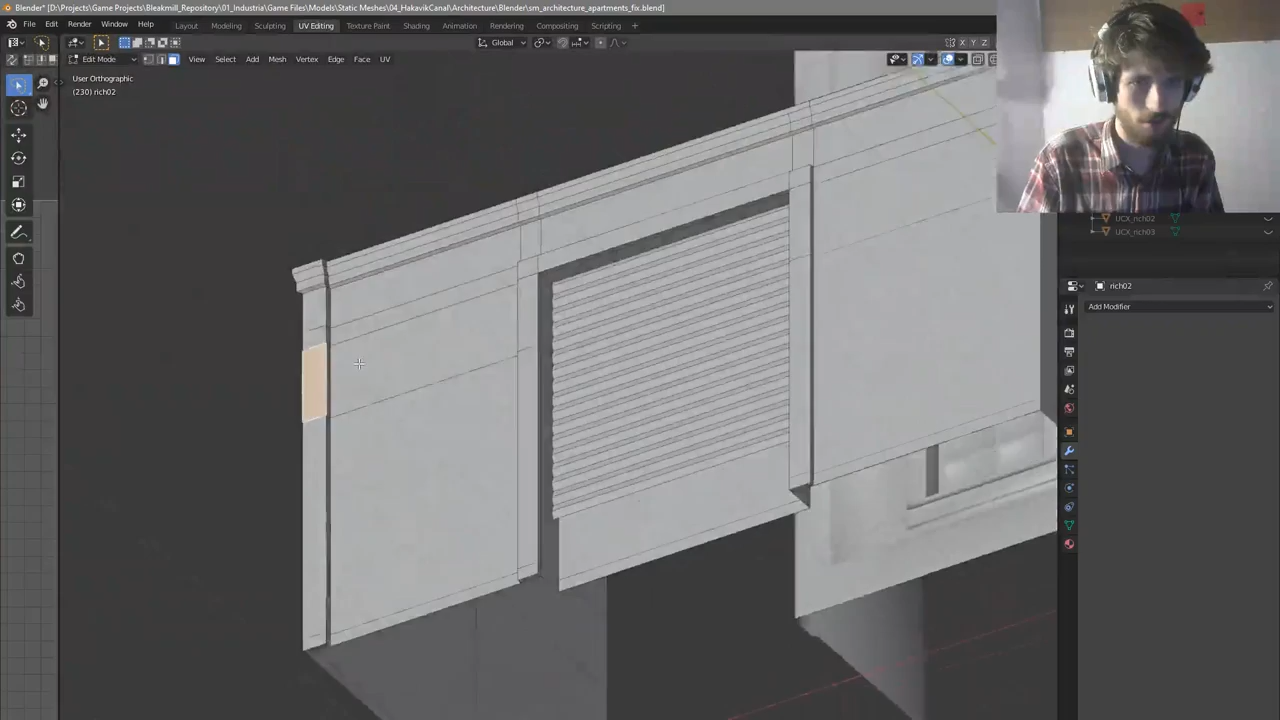 Blender* [D:\Projects\Game Projects\Bleakmill_Repository\01_Industria\Game Files\Models\Static Meshes\04_HakavikCanal\Architecture\Blender\sm_architecture_apartments_fix.blend]
File Edit Render Window Help Layout Modeling Sculpting UV Editing Texture Paint Shading Animation Rendering Compositing Scripting
Global X Y Z
Edit Mode View Select Add Mesh Vertex Edge Face UV
User Orthographic
(230) rich02
UCX_rich02
UCX_rich03
rich02
Add Modifier